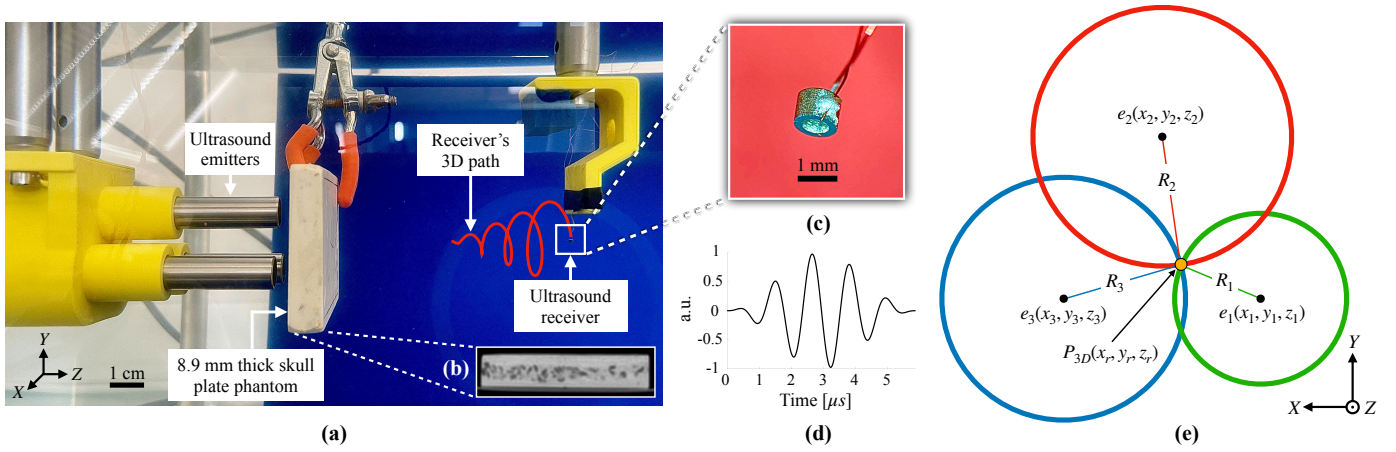 Ultrasound
emitters
Receiver's
3D path
Ultrasound
receiver
8.9 mm thick skull
plate phantom
Y
Z
X
1 cm
(b)
(a)
1 mm
(c)
1
0.5
0
-0.5
-1
a.u.
0 1 2 3 4 5
Time [μs]
(d)
e₂(x₂, y₂, z₂)
R₂
R₃
R₁
e₃(x₃, y₃, z₃)
e₁(x₁, y₁, z₁)
P₃D(xᵣ, yᵣ, zᵣ)
Y
X
Z
(e)